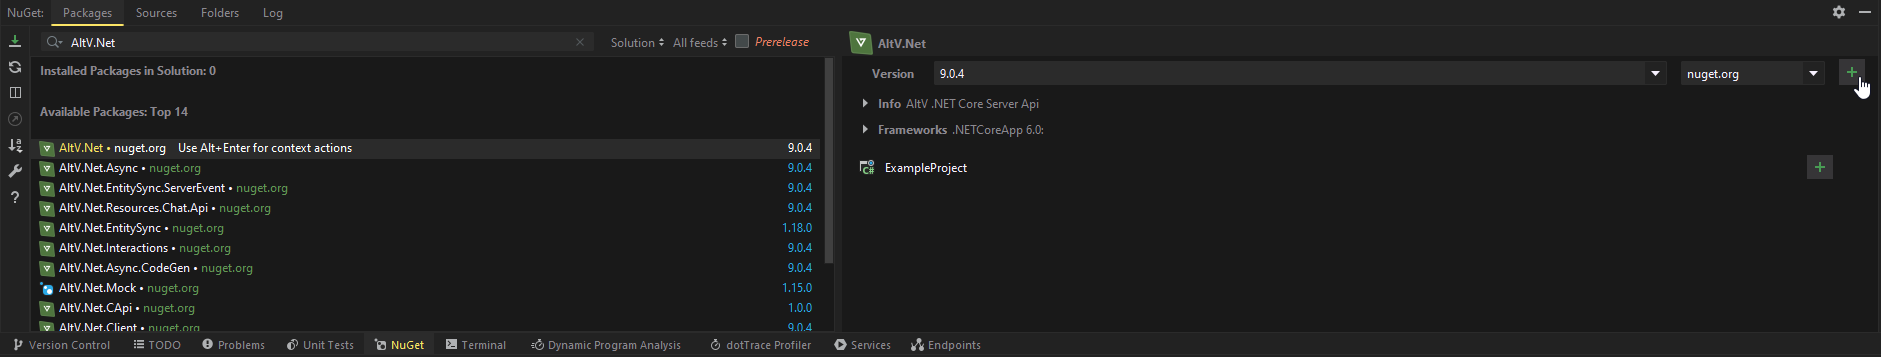 NuGet: Packages Sources Folders Log
AltV.Net Solution All feeds Prerelease
Installed Packages in Solution: 0
Available Packages: Top 14
AltV.Net • nuget.org Use Alt+Enter for context actions 9.0.4
AltV.Net.Async • nuget.org 9.0.4
AltV.Net.EntitySync.ServerEvent • nuget.org 9.0.4
AltV.Net.Resources.Chat.Api • nuget.org 9.0.4
AltV.Net.EntitySync • nuget.org 1.18.0
AltV.Net.Interactions • nuget.org 9.0.4
AltV.Net.Async.CodeGen • nuget.org 9.0.4
AltV.Net.Mock • nuget.org 1.15.0
AltV.Net.CApi • nuget.org 1.0.0
AltV.Net.Client • nuget.org 9.0.4
AltV.Net
Version 9.0.4 nuget.org
Info AltV .NET Core Server Api
Frameworks .NETCoreApp 6.0:
C# ExampleProject
Version Control TODO Problems Unit Tests NuGet Terminal Dynamic Program Analysis dotTrace Profiler Services Endpoints